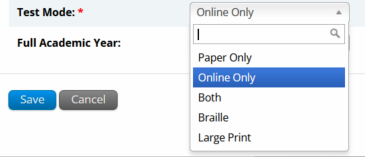 Test Mode: * Online Only
Full Academic Year:
Paper Only
Online Only
Both
Braille
Large Print
Save Cancel